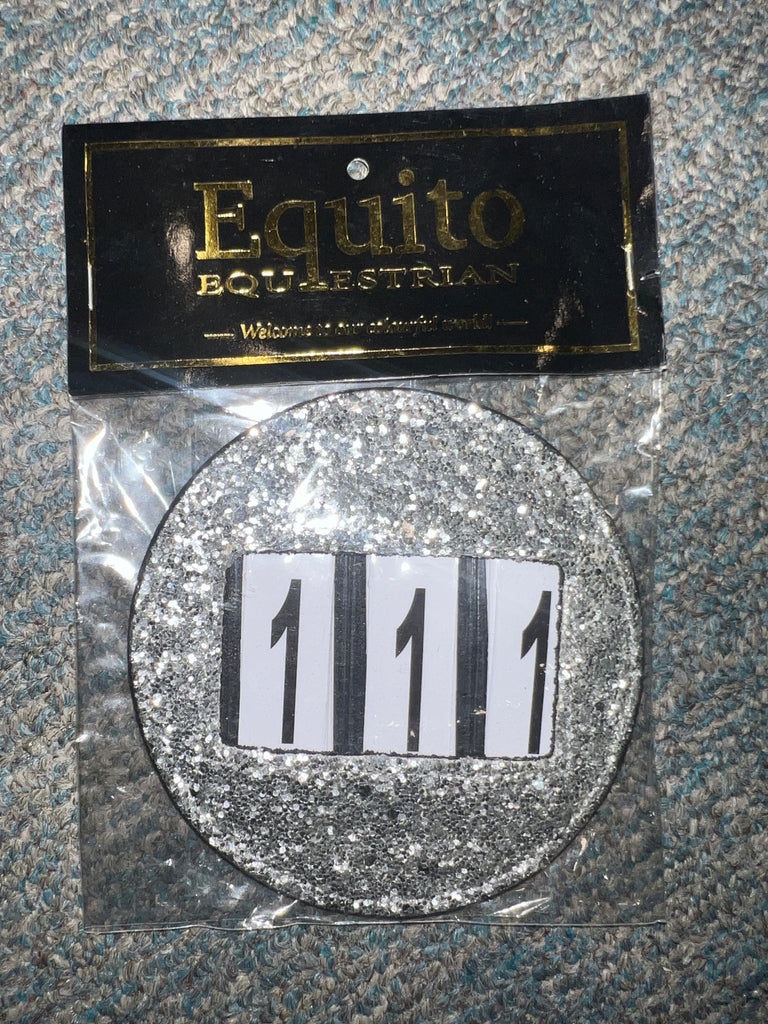 Equito
EQUESTRIAN
Welcome to our colourful world!
1 1 1